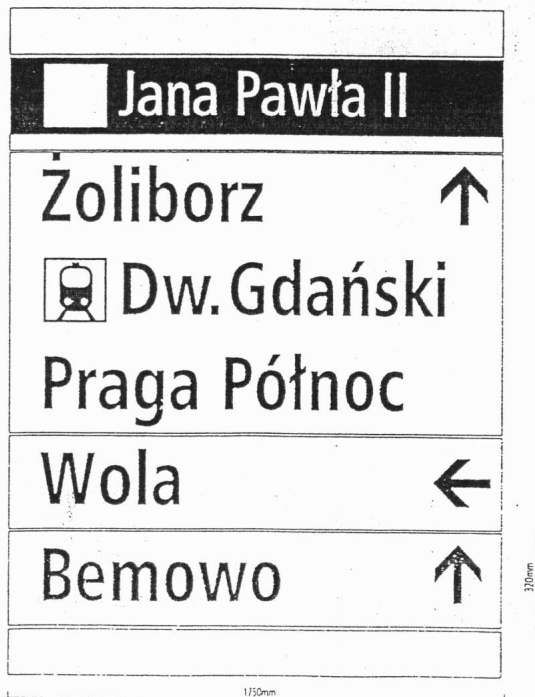 Jana Pawła II
Żoliborz ↑
Dw. Gdański
Praga Północ
Wola ←
Bemowo ↑
320mm
1750mm